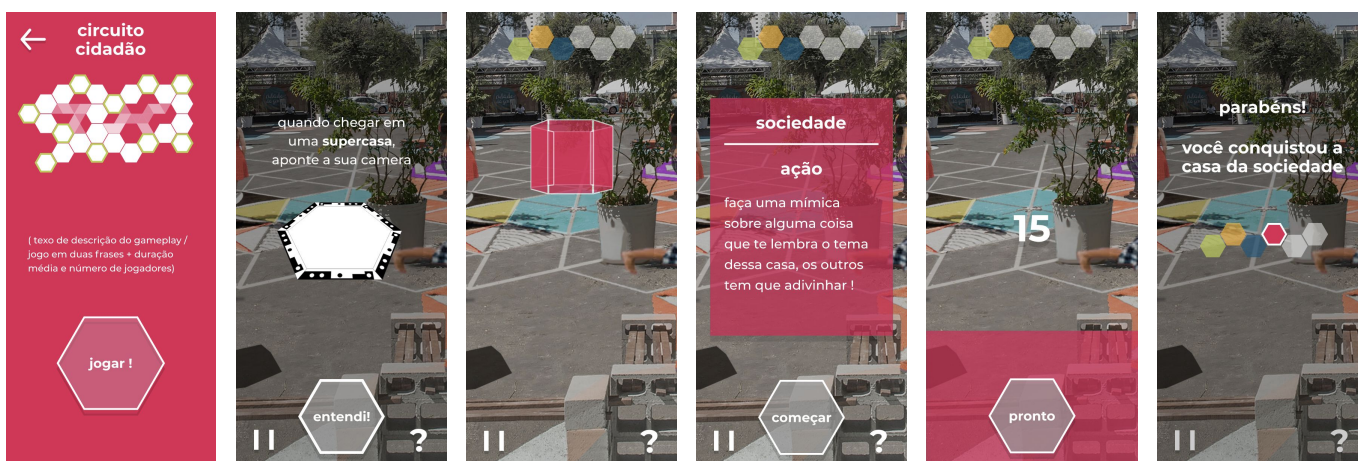 circuito
cidadão
( texo de descrição do gameplay /
jogo em duas frases + duração
média e número de jogadores)
jogar !
quando chegar em
uma supercasa,
aponte a sua camera
entendi!
?
?
sociedade
ação
faça uma mímica
sobre alguma coisa
que te lembra o tema
dessa casa, os outros
tem que adivinhar !
começar
?
15
pronto
parabéns!
você conquistou a
casa da sociedade
?